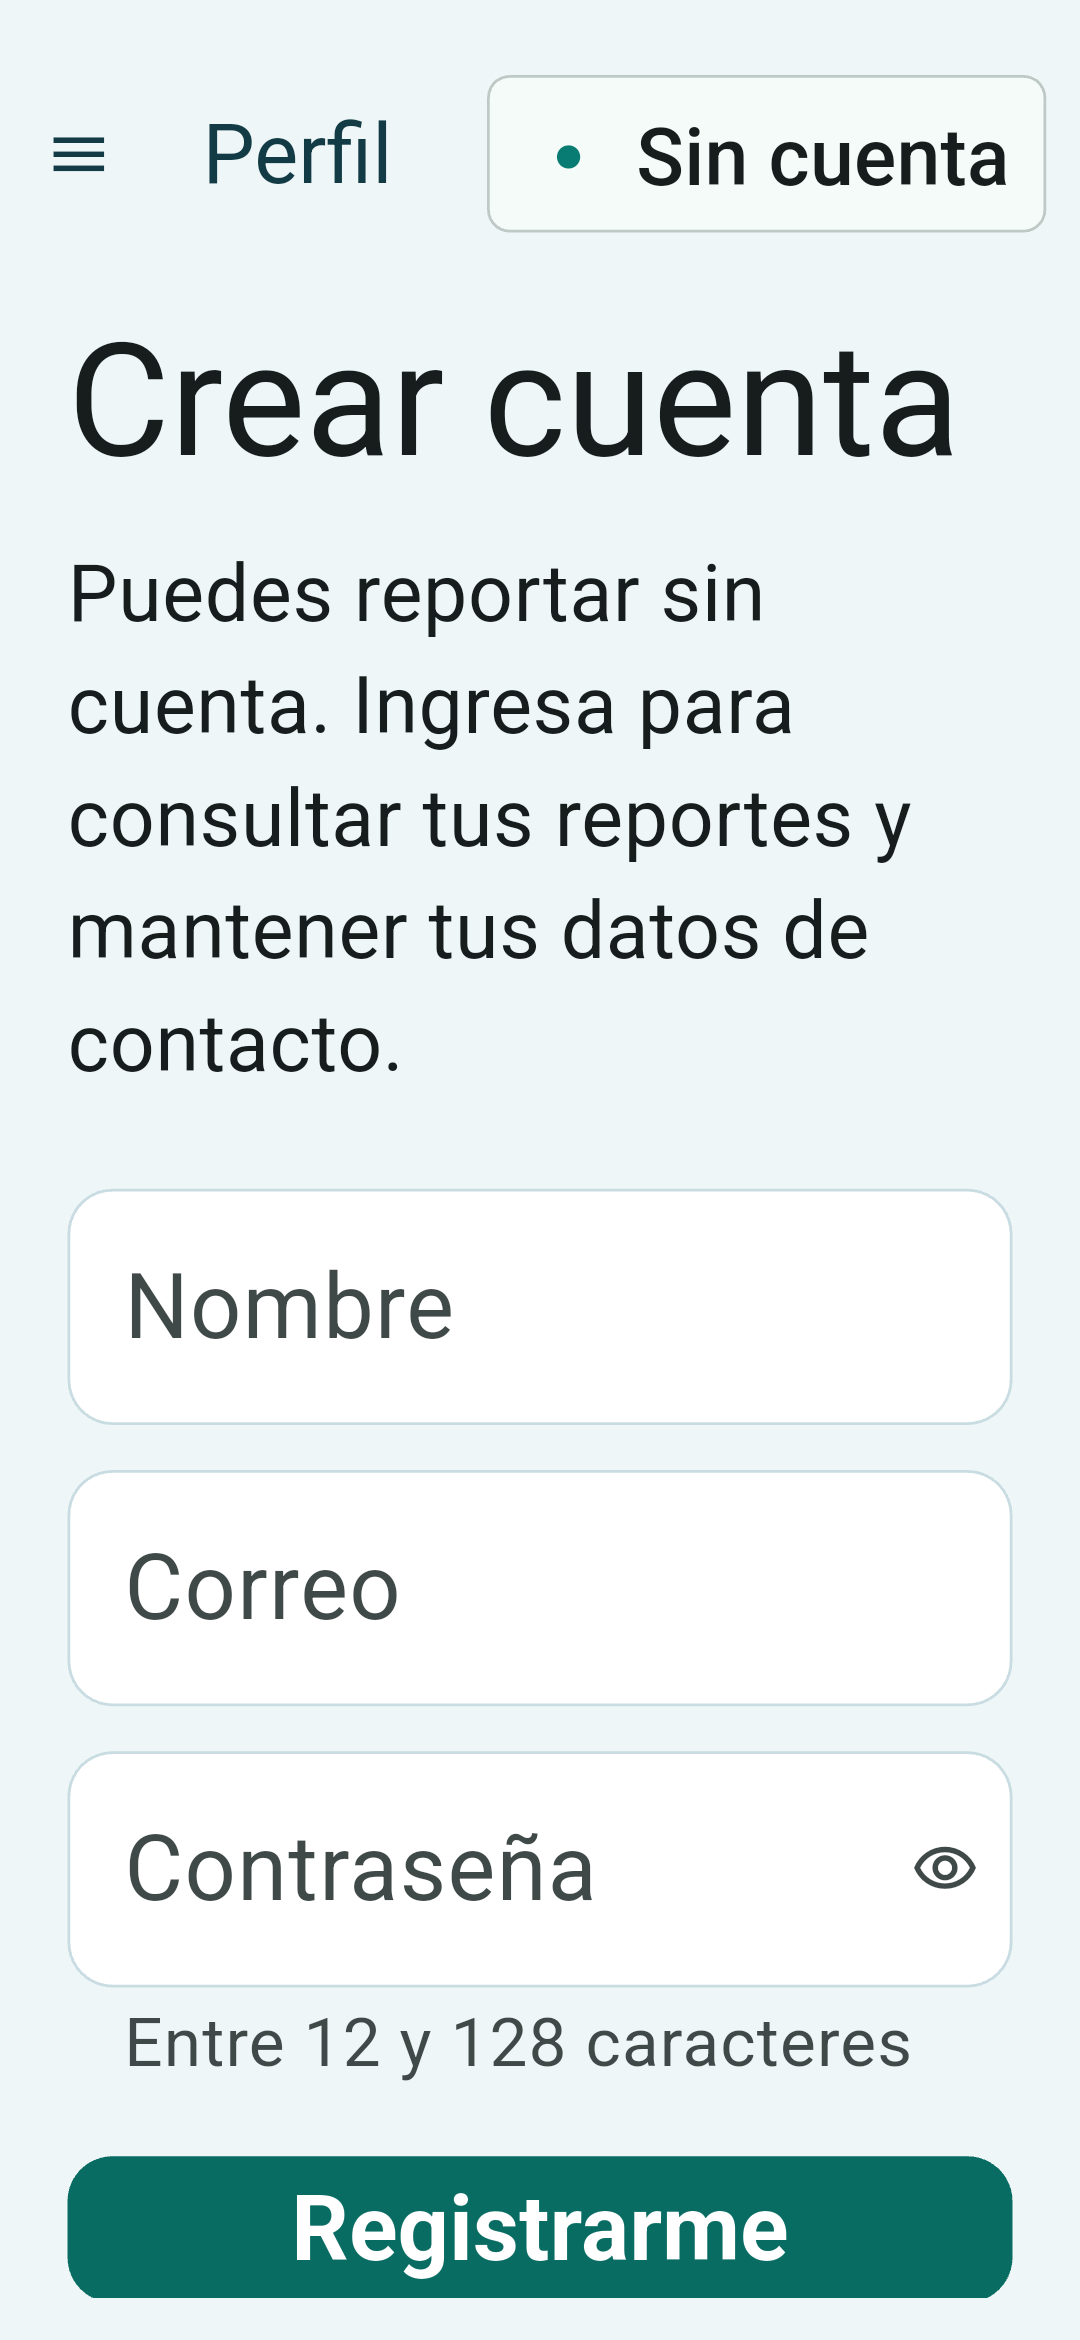 Perfil
Sin cuenta
Crear cuenta
Puedes reportar sin
cuenta. Ingresa para
consultar tus reportes y
mantener tus datos de
contacto.
Nombre
Correo
Contraseña
Entre 12 y 128 caracteres
Registrarme